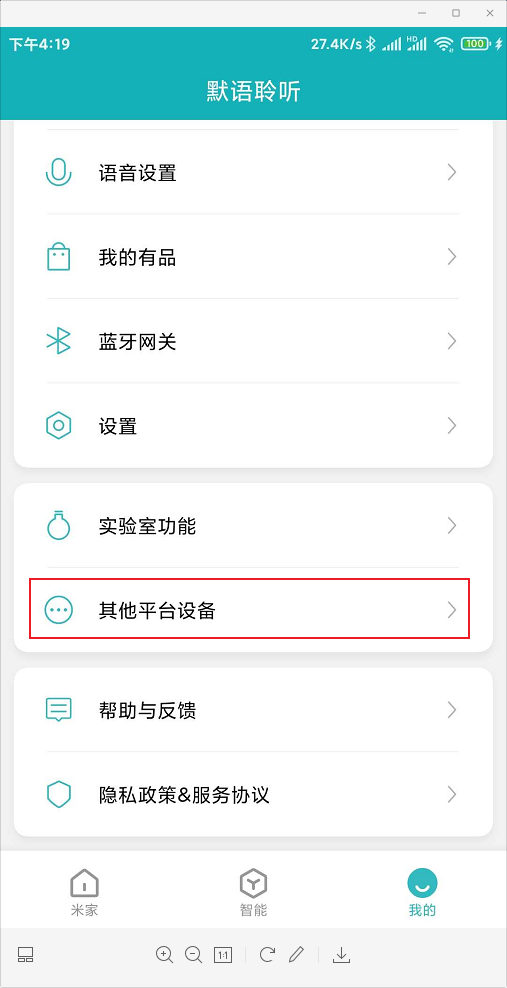 下午4:19
27.4K/s HD 100
默语聆听
语音设置
我的有品
蓝牙网关
设置
实验室功能
其他平台设备
帮助与反馈
隐私政策&服务协议
米家 智能 我的
1:1